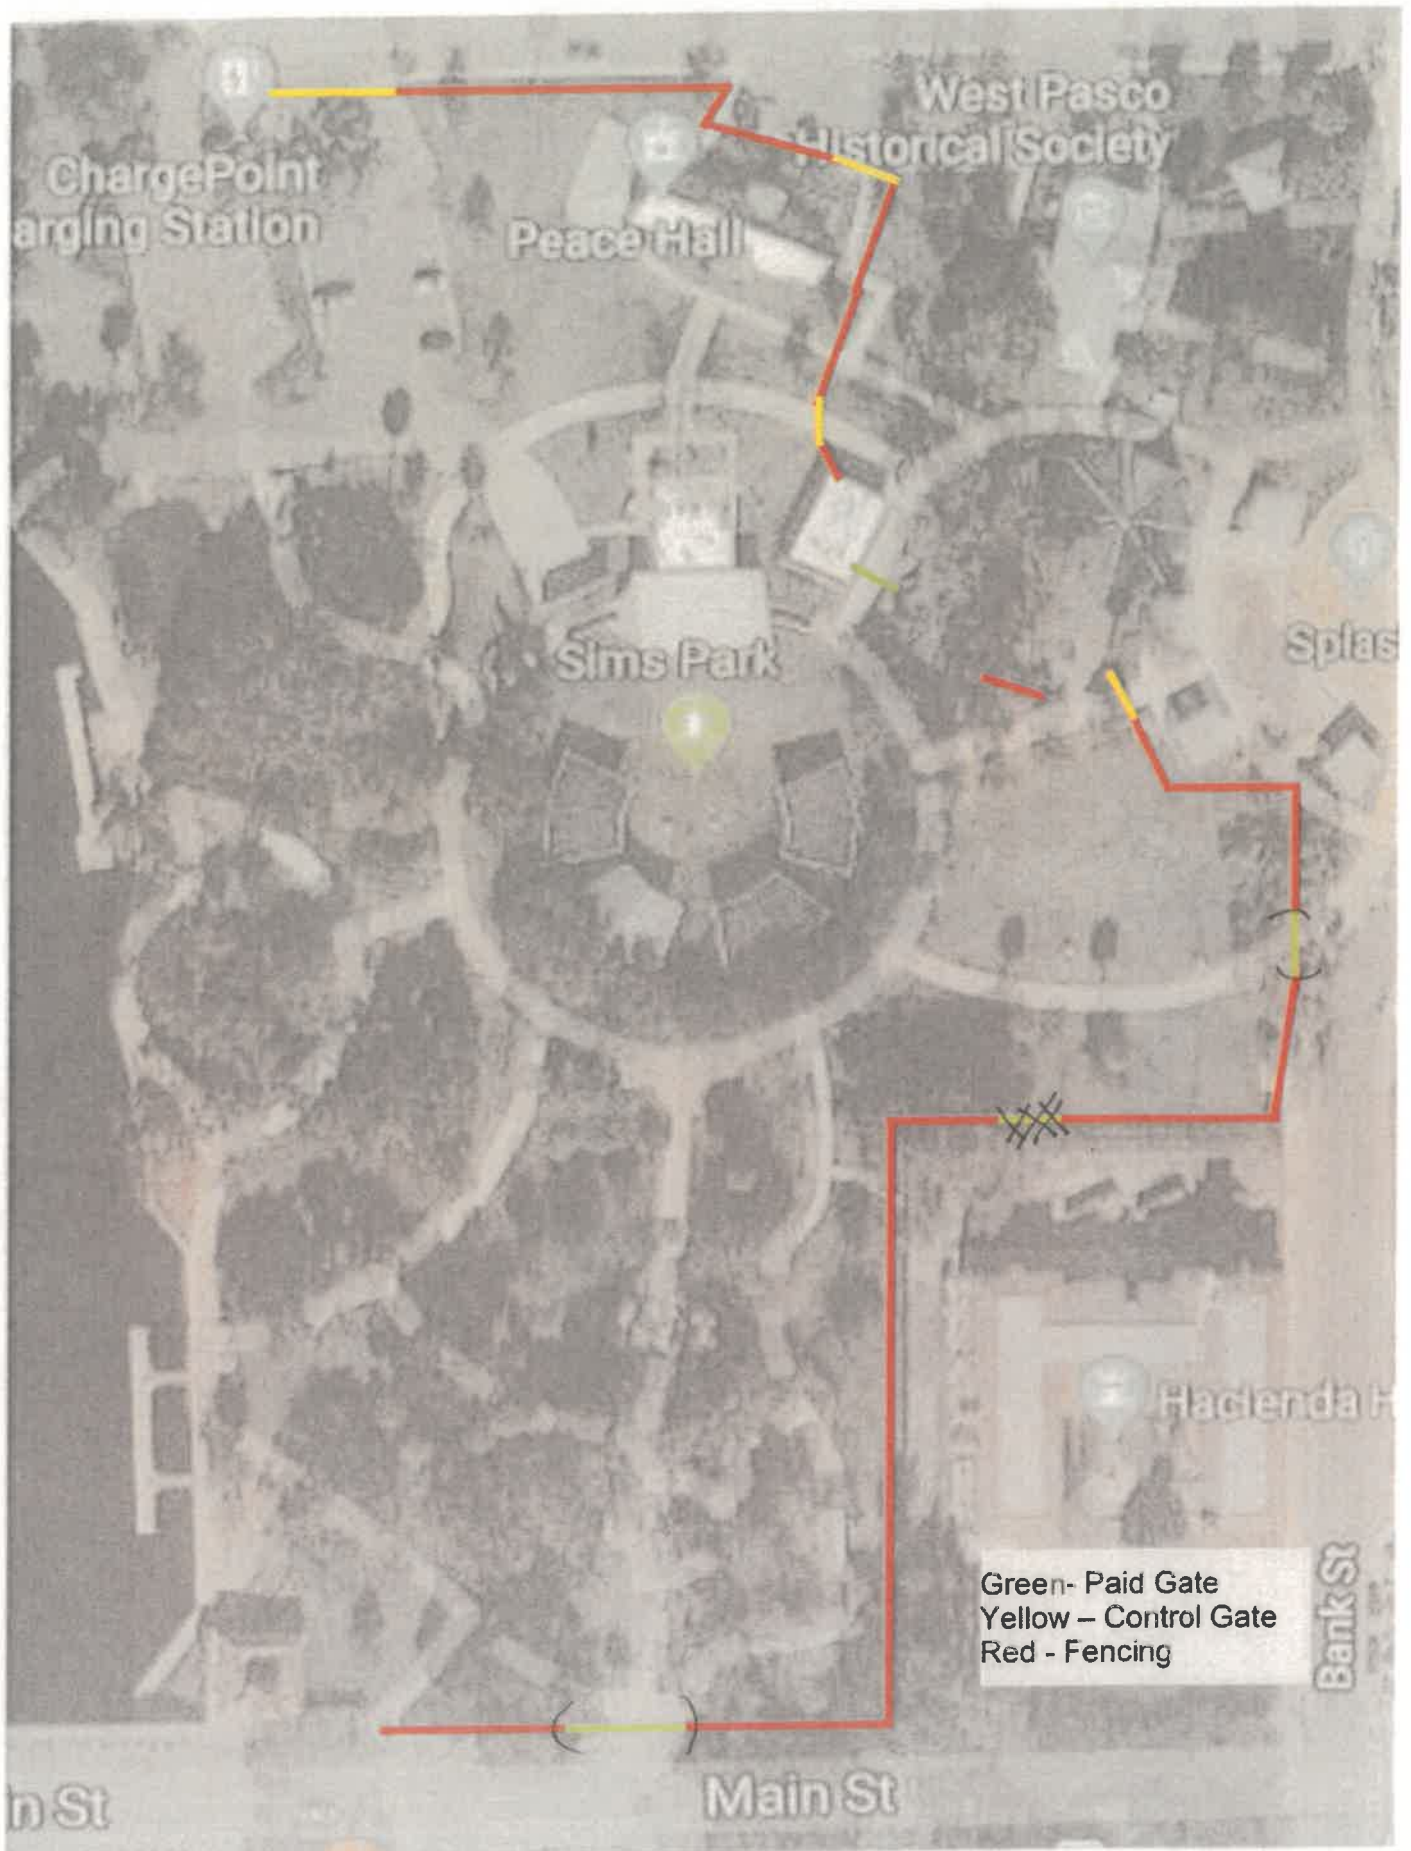 West Pasco
Historical Society
ChargePoint
arging Station
Peace Hall
Sims Park
Splas
Hacienda H
Green- Paid Gate
Yellow – Control Gate
Red - Fencing
Bank St
Main St
n St